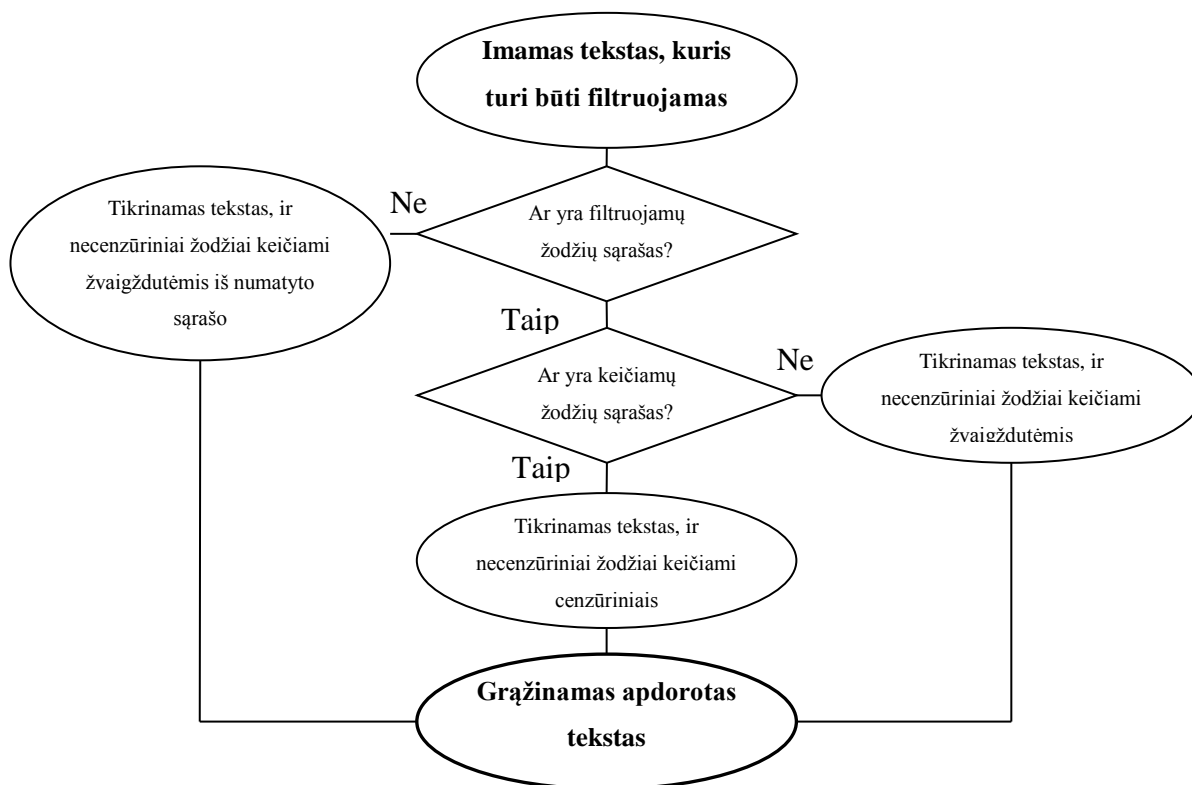 Imamas tekstas, kuris
turi būti filtruojamas
Ne
Ar yra filtruojamų
žodžių sąrašas?
Tikrinamas tekstas, ir
necenzūriniai žodžiai keičiami
žvaigždutėmis iš numatyto
sąrašo
Taip
Ar yra keičiamų
žodžių sąrašas?
Ne
Tikrinamas tekstas, ir
necenzūriniai žodžiai keičiami
žvaigždutėmis
Taip
Tikrinamas tekstas, ir
necenzūriniai žodžiai keičiami
cenzūriniais
Grąžinamas apdorotas
tekstas